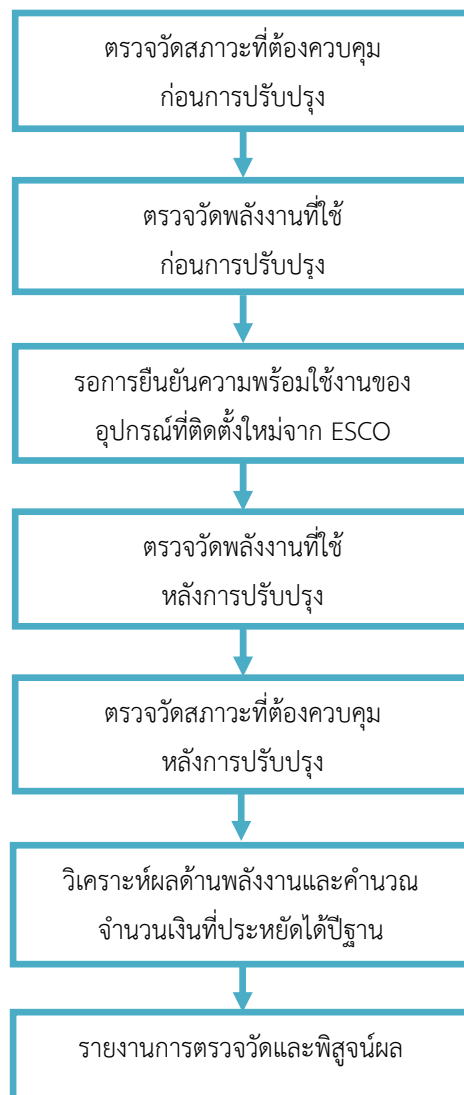 ตรวจวัดสภาวะที่ต้องควบคุม
ก่อนการปรับปรุง
ตรวจวัดพลังงานที่ใช้
ก่อนการปรับปรุง
รอการยืนยันความพร้อมใช้งานของ
อุปกรณ์ที่ติดตั้งใหม่จาก ESCO
ตรวจวัดพลังงานที่ใช้
หลังการปรับปรุง
ตรวจวัดสภาวะที่ต้องควบคุม
หลังการปรับปรุง
วิเคราะห์ผลด้านพลังงานและคำนวณ
จำนวนเงินที่ประหยัดได้ปีฐาน
รายงานการตรวจวัดและพิสูจน์ผล